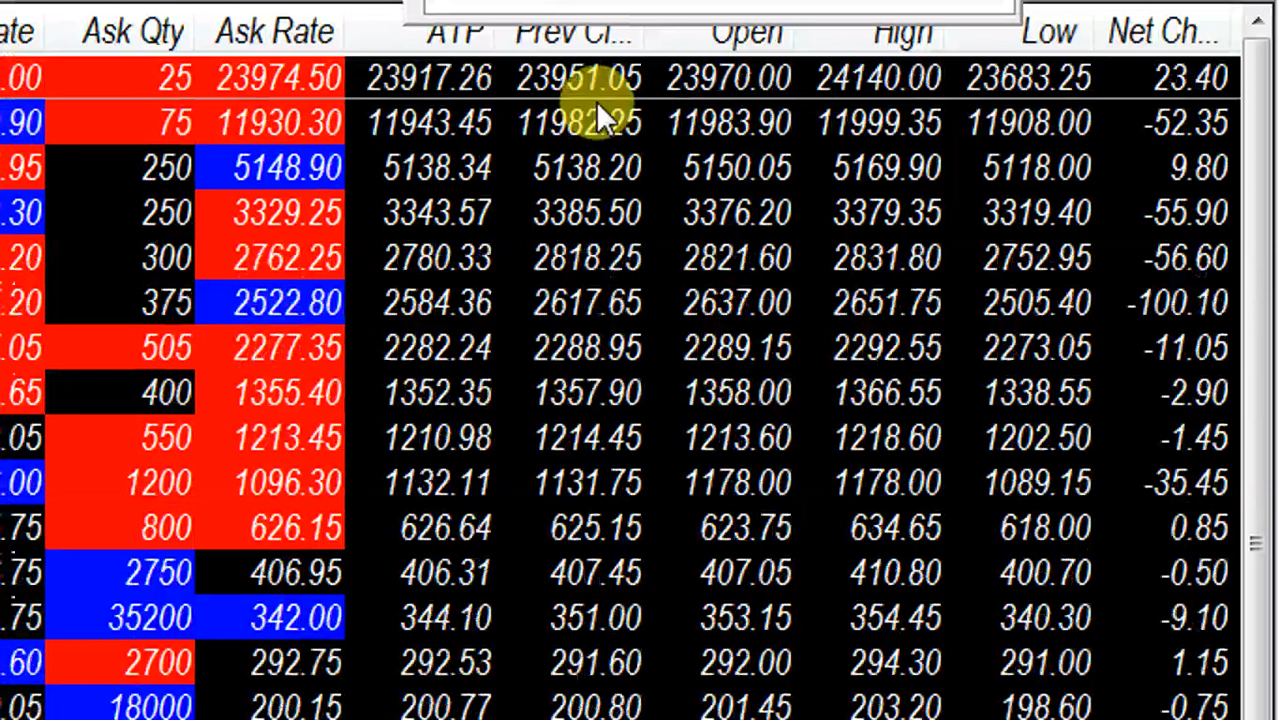 ate Ask Qty Ask Rate ATP Prev Cl... Open High Low Net Ch...
.00 25 23974.50 23917.26 23951.05 23970.00 24140.00 23683.25 23.40
.90 75 11930.30 11943.45 11982.25 11983.90 11999.35 11908.00 -52.35
.95 250 5148.90 5138.34 5138.20 5150.05 5169.90 5118.00 9.80
.30 250 3329.25 3343.57 3385.50 3376.20 3379.35 3319.40 -55.90
.20 300 2762.25 2780.33 2818.25 2821.60 2831.80 2752.95 -56.60
.20 375 2522.80 2584.36 2617.65 2637.00 2651.75 2505.40 -100.10
.05 505 2277.35 2282.24 2288.95 2289.15 2292.55 2273.05 -11.05
.65 400 1355.40 1352.35 1357.90 1358.00 1366.55 1338.55 -2.90
.05 550 1213.45 1210.98 1214.45 1213.60 1218.60 1202.50 -1.45
.00 1200 1096.30 1132.11 1131.75 1178.00 1178.00 1089.15 -35.45
.75 800 626.15 626.64 625.15 623.75 634.65 618.00 0.85
.75 2750 406.95 406.31 407.45 407.05 410.80 400.70 -0.50
.75 35200 342.00 344.10 351.00 353.15 354.45 340.30 -9.10
.60 2700 292.75 292.53 291.60 292.00 294.30 291.00 1.15
.05 18000 200.15 200.77 200.80 201.45 203.20 198.60 -0.75